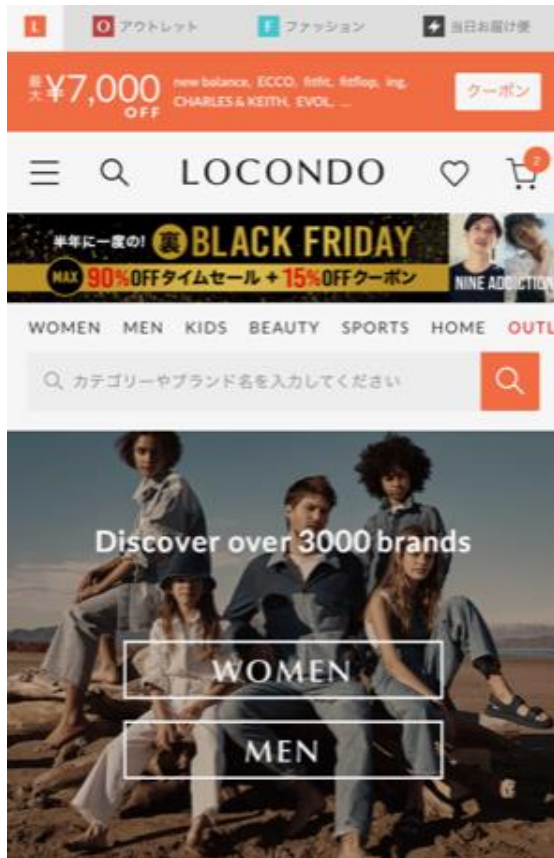 L
O アウトレット
F ファッション
当日お届け便
最大 ¥7,000 OFF
new balance, ECCO, fitfit, fitflop, ing, CHARLES & KEITH, EVOL, ...
クーポン
LOCONDO
2
半年に一度の! 裏 BLACK FRIDAY
MAX 90%OFFタイムセール + 15%OFFクーポン
NINE ADDICTION
WOMEN MEN KIDS BEAUTY SPORTS HOME OUTL
カテゴリーやブランド名を入力してください
Discover over 3000 brands
WOMEN
MEN